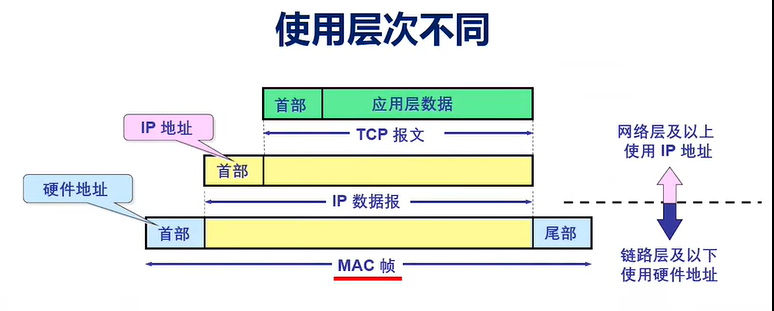 使用层次不同
首部
应用层数据
IP 地址
TCP 报文
网络层及以上
使用 IP 地址
首部
硬件地址
IP 数据报
首部
尾部
链路层及以下
使用硬件地址
MAC 帧